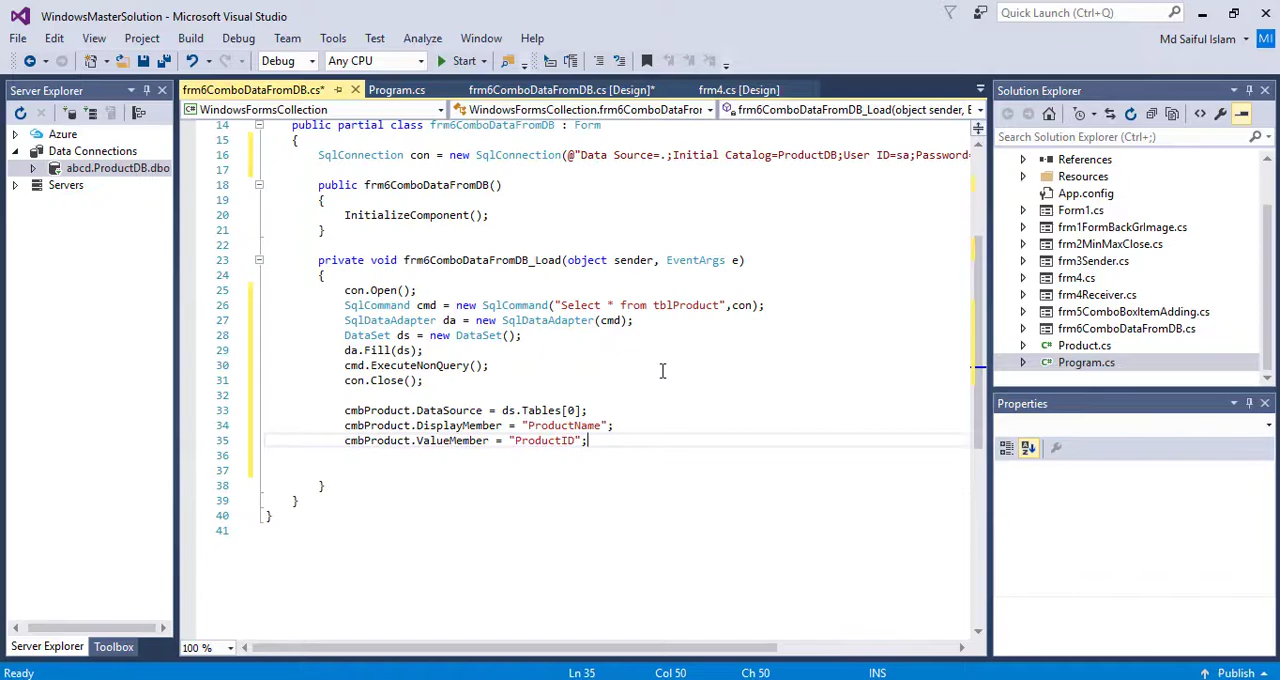 WindowsMasterSolution - Microsoft Visual Studio
Quick Launch (Ctrl+Q)
File Edit View Project Build Debug Team Tools Test Analyze Window Help
Md Saiful Islam MI
Debug Any CPU Start
Server Explorer
Azure
Data Connections
abcd.ProductDB.dbo
Servers
Server Explorer Toolbox
frm6ComboDataFromDB.cs* Program.cs frm6ComboDataFromDB.cs [Design]* frm4.cs [Design]
WindowsFormsCollection WindowsFormsCollection.frm6ComboDataFror frm6ComboDataFromDB_Load(object sender, E
14 public partial class frm6ComboDataFromDB : Form
15 {
16 SqlConnection con = new SqlConnection(@"Data Source=.;Initial Catalog=ProductDB;User ID=sa;Password=
17
18 public frm6ComboDataFromDB()
19 {
20 InitializeComponent();
21 }
22
23 private void frm6ComboDataFromDB_Load(object sender, EventArgs e)
24 {
25 con.Open();
26 SqlCommand cmd = new SqlCommand("Select * from tblProduct",con);
27 SqlDataAdapter da = new SqlDataAdapter(cmd);
28 DataSet ds = new DataSet();
29 da.Fill(ds);
30 cmd.ExecuteNonQuery();
31 con.Close();
32
33 cmbProduct.DataSource = ds.Tables[0];
34 cmbProduct.DisplayMember = "ProductName";
35 cmbProduct.ValueMember = "ProductID";
36
37
38 }
39 }
40 }
41
100 %
Solution Explorer
Search Solution Explorer (Ctrl+;)
References
Resources
App.config
Form1.cs
frm1FormBackGrImage.cs
frm2MinMaxClose.cs
frm3Sender.cs
frm4.cs
frm4Receiver.cs
frm5ComboBoxItemAdding.cs
frm6ComboDataFromDB.cs
Product.cs
Program.cs
Properties
Ready Ln 35 Col 50 Ch 50 INS Publish